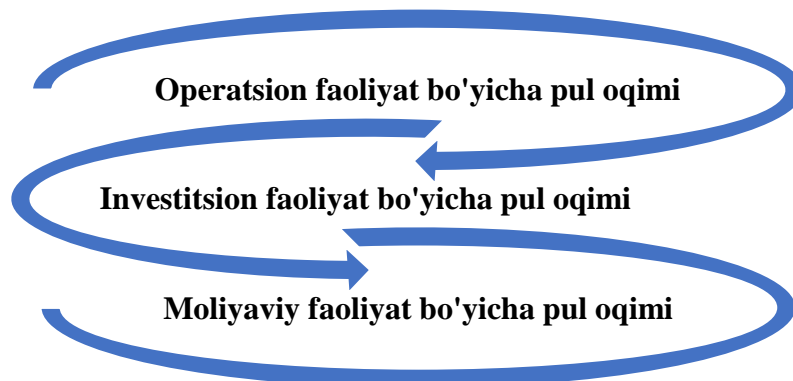 Operatsion faoliyat bo'yicha pul oqimi
Investitsion faoliyat bo'yicha pul oqimi
Moliyaviy faoliyat bo'yicha pul oqimi